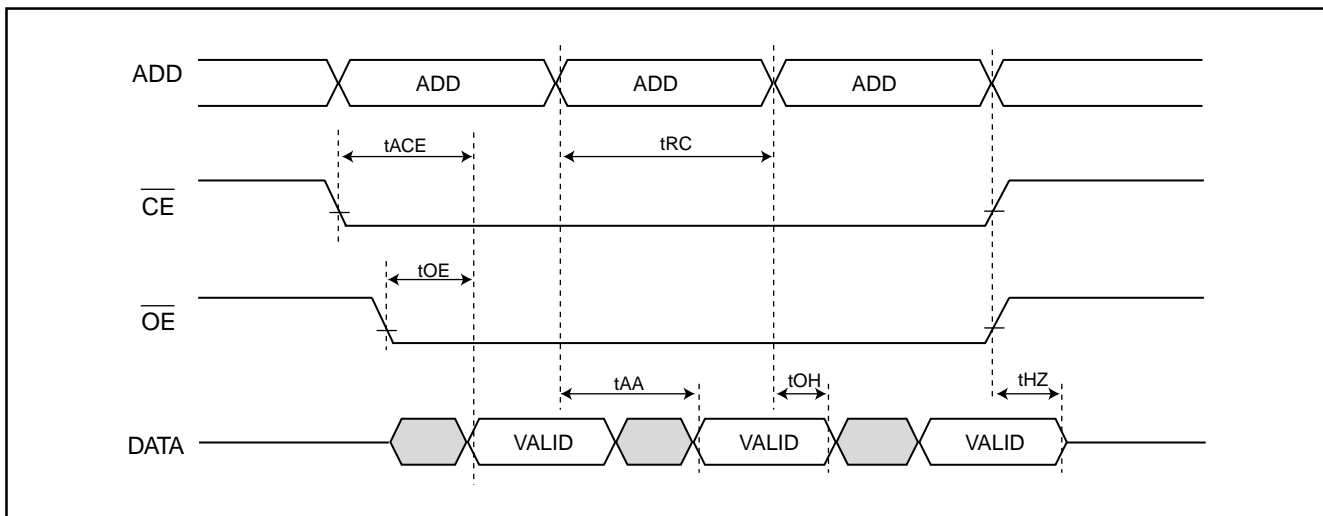 ADD ADD ADD ADD
tACE tRC
CE
tOE
OE
tAA tOH tHZ
DATA VALID VALID VALID